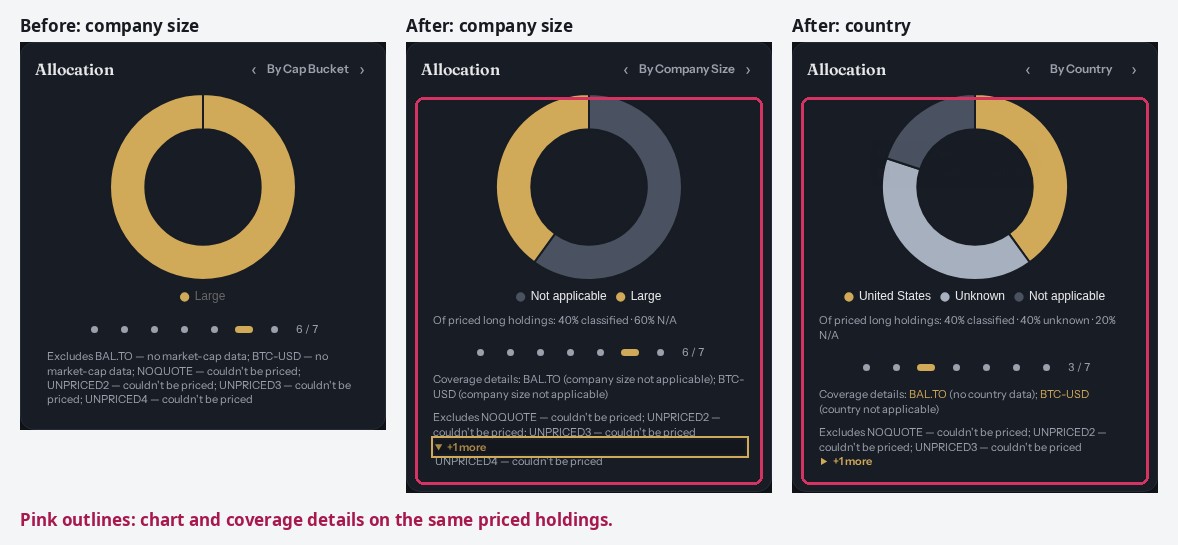 Before: company size
Allocation
‹ By Cap Bucket ›
Large
6 / 7
Excludes BAL.TO — no market-cap data; BTC-USD — no
market-cap data; NOQUOTE — couldn't be priced;
UNPRICED2 — couldn't be priced; UNPRICED3 — couldn't be
priced; UNPRICED4 — couldn't be priced
After: company size
Allocation
‹ By Company Size ›
Not applicable
Large
Of priced long holdings: 40% classified · 60% N/A
6 / 7
Coverage details: BAL.TO (company size not applicable); BTC-
USD (company size not applicable)
Excludes NOQUOTE — couldn't be priced; UNPRICED2 —
couldn't be priced; UNPRICED3 — couldn't be priced
▼ +1 more
UNPRICED4 — couldn't be priced
After: country
Allocation
‹ By Country ›
United States
Unknown
Not applicable
Of priced long holdings: 40% classified · 40% unknown · 20%
N/A
3 / 7
Coverage details: BAL.TO (no country data); BTC-USD
(country not applicable)
Excludes NOQUOTE — couldn't be priced; UNPRICED2 —
couldn't be priced; UNPRICED3 — couldn't be priced
▶ +1 more
Pink outlines: chart and coverage details on the same priced holdings.